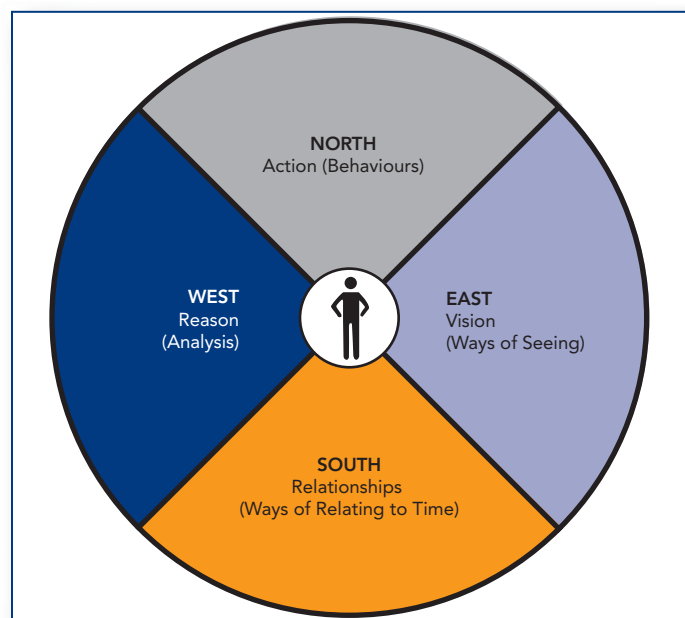 NORTH
Action (Behaviours)
WEST
Reason
(Analysis)
EAST
Vision
(Ways of Seeing)
SOUTH
Relationships
(Ways of Relating to Time)